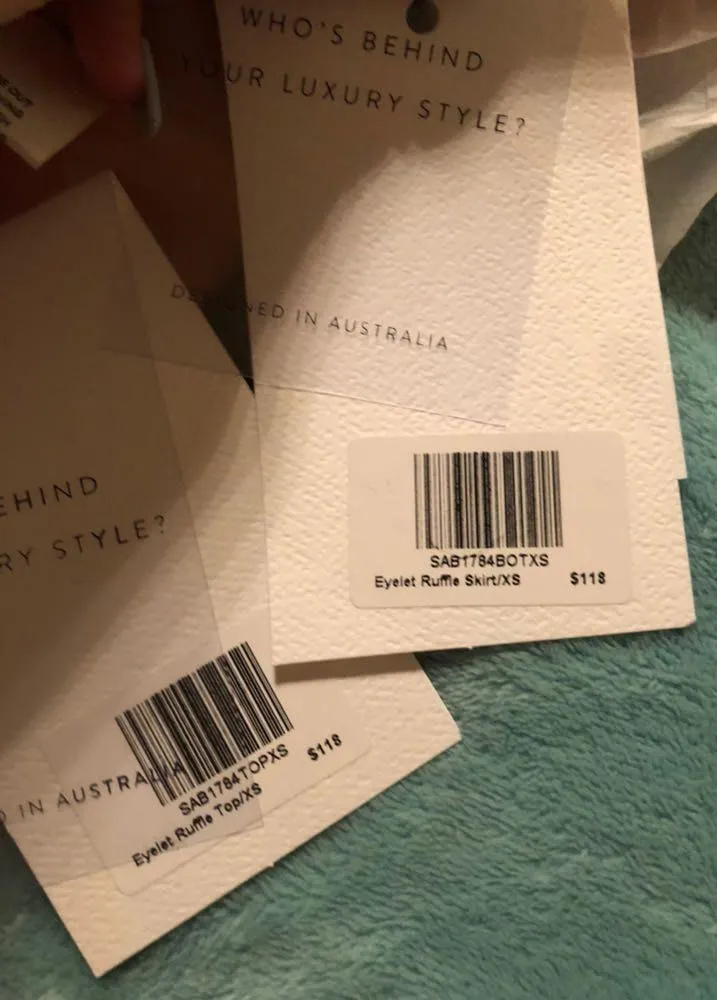 WHO'S BEHIND
YOUR LUXURY STYLE?
DESIGNED IN AUSTRALIA
SAB1784BOTXS
Eyelet Ruffle Skirt/XS $118
EHIND
RY STYLE?
D IN AUSTRALIA
SAB1784TOPXS
Eyelet Ruffle Top/XS $118